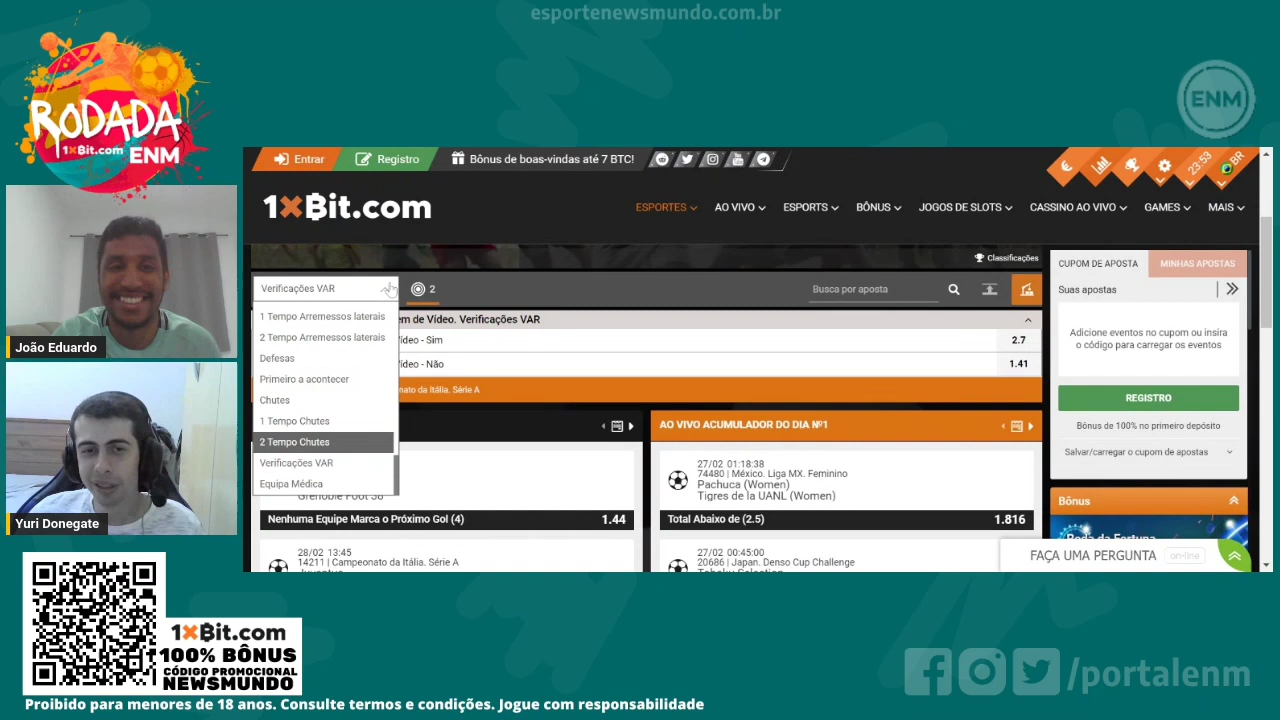 esportenewsmundo.com.br
RODADA
1xBit.com
ENM
ENM
João Eduardo
Yuri Donegate
Entrar
Registro
Bônus de boas-vindas até 7 BTC!
23:53
BR
1xBit.com
ESPORTES
AO VIVO
ESPORTS
BÔNUS
JOGOS DE SLOTS
CASSINO AO VIVO
GAMES
MAIS
Classificações
Verificações VAR
2
Busca por aposta
1 Tempo Arremessos laterais
2 Tempo Arremessos laterais
Defesas
Primeiro a acontecer
Chutes
1 Tempo Chutes
2 Tempo Chutes
Verificações VAR
Equipa Médica
em de Vídeo. Verificações VAR
ídeo - Sim
2.7
ídeo - Não
1.41
nato da Itália. Série A
Grenoble Foot 38
Nenhuma Equipe Marca o Próximo Gol (4)
1.44
28/02 13:45
14211 | Campeonato da Itália. Série A
Juventus
AO VIVO ACUMULADOR DO DIA Nº1
27/02 01:18:38
74480 | México. Liga MX. Feminino
Pachuca (Women)
Tigres de la UANL (Women)
Total Abaixo de (2.5)
1.816
27/02 00:45:00
20686 | Japan. Denso Cup Challenge
Tohoku Selection
CUPOM DE APOSTA
MINHAS APOSTAS
Suas apostas
Adicione eventos no cupom ou insira
o código para carregar os eventos
REGISTRO
Bônus de 100% no primeiro depósito
Salvar/carregar o cupom de apostas
Bônus
Roda da Fortuna
FAÇA UMA PERGUNTA
on-line
1xBit.com
100% BÔNUS
CÓDIGO PROMOCIONAL
NEWSMUNDO
/portalenm
Proibido para menores de 18 anos. Consulte termos e condições. Jogue com responsabilidade